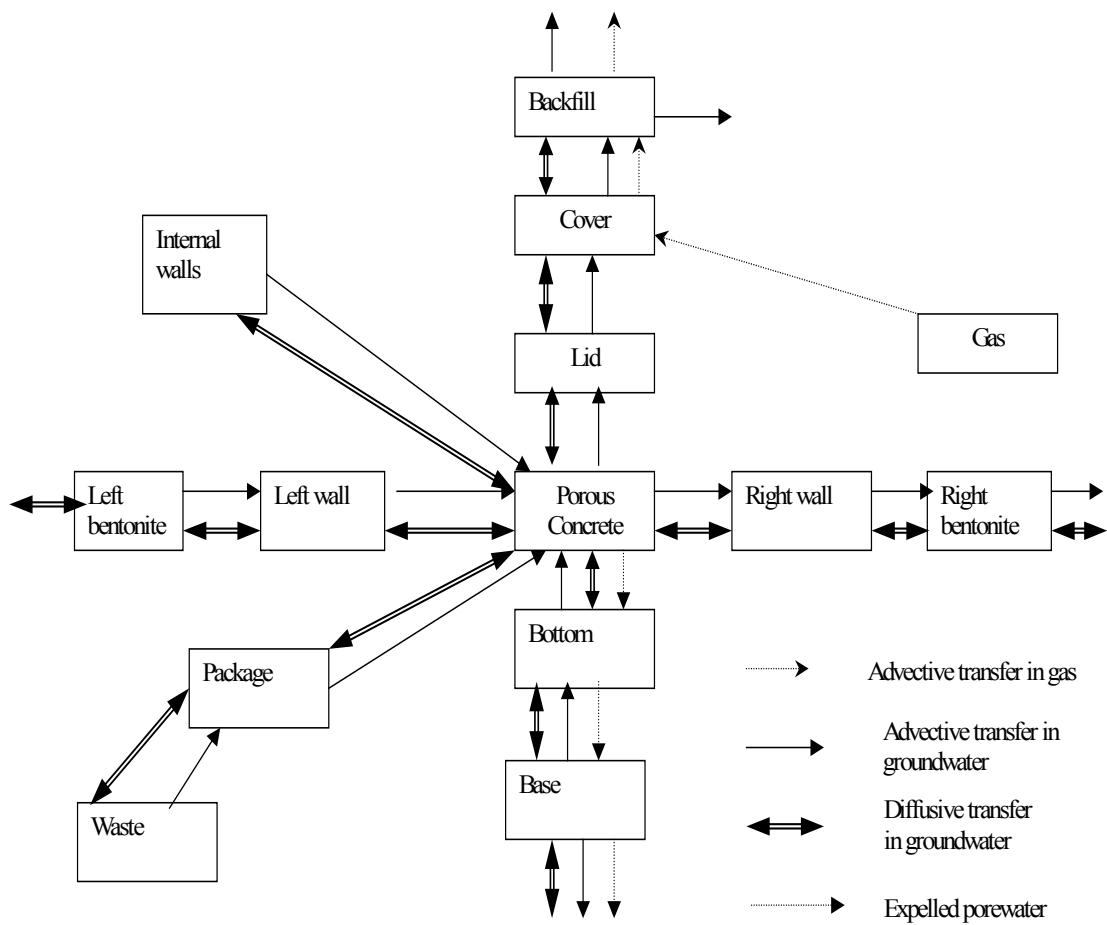 Backfill
Cover
Internal
walls
Gas
Lid
Left
bentonite
Left wall
Porous
Concrete
Right wall
Right
bentonite
Bottom
Package
Advective transfer in gas
Advective transfer in
groundwater
Base
Waste
Diffusive transfer
in groundwater
Expelled porewater